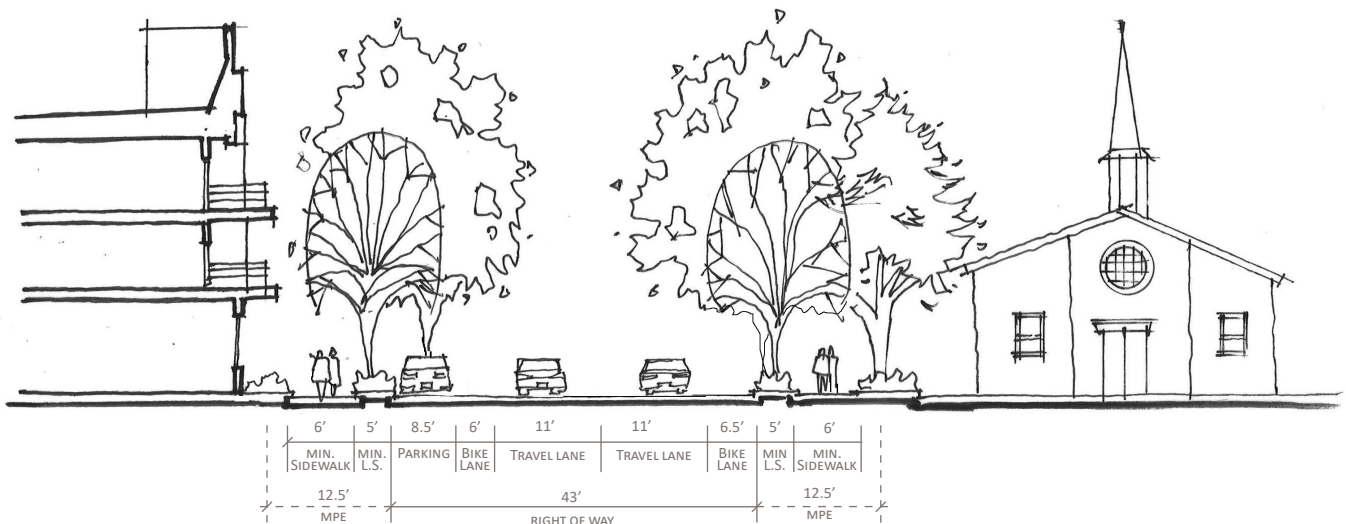 6’ 5’ 8.5’ 6’ 11’ 11’ 6.5’ 5’ 6’
MIN. SIDEWALK MIN. L.S. PARKING BIKE LANE TRAVEL LANE TRAVEL LANE BIKE LANE MIN L.S. MIN. SIDEWALK
12.5’ 43’ 12.5’
MPE RIGHT OF WAY MPE